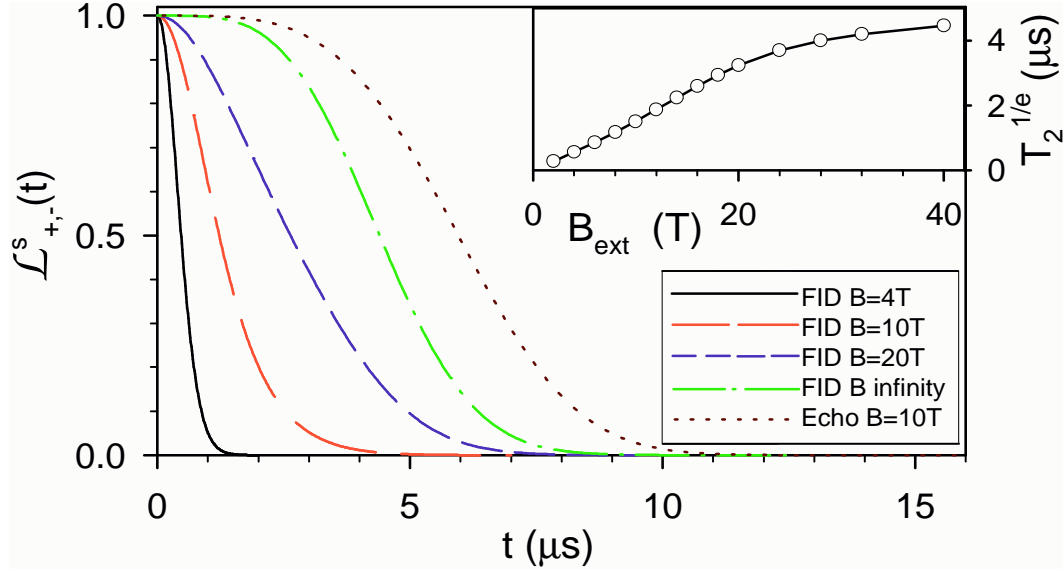 1.0
0.5
0.0
ℒˢ₊,₋(t)
0 5 10 15
t (μs)
4
2
0
T₂^1/e (μs)
0 20 40
B_ext (T)
FID B=4T
FID B=10T
FID B=20T
FID B infinity
Echo B=10T